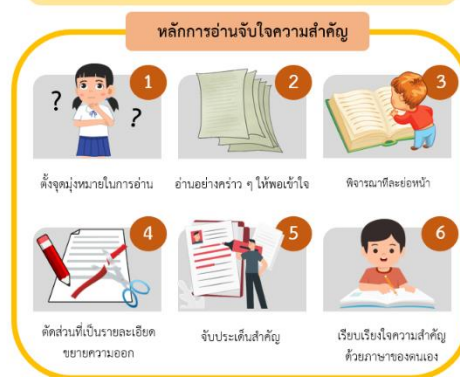 หลักการอ่านจับใจความสำคัญ
1
2
3
? ?
ตั้งจุดมุ่งหมายในการอ่าน
อ่านอย่างคร่าว ๆ ให้พอเข้าใจ
พิจารณาทีละย่อหน้า
4
5
6
ตัดส่วนที่เป็นรายละเอียด
ขยายความออก
จับประเด็นสำคัญ
เรียบเรียงใจความสำคัญ
ด้วยภาษาของตนเอง